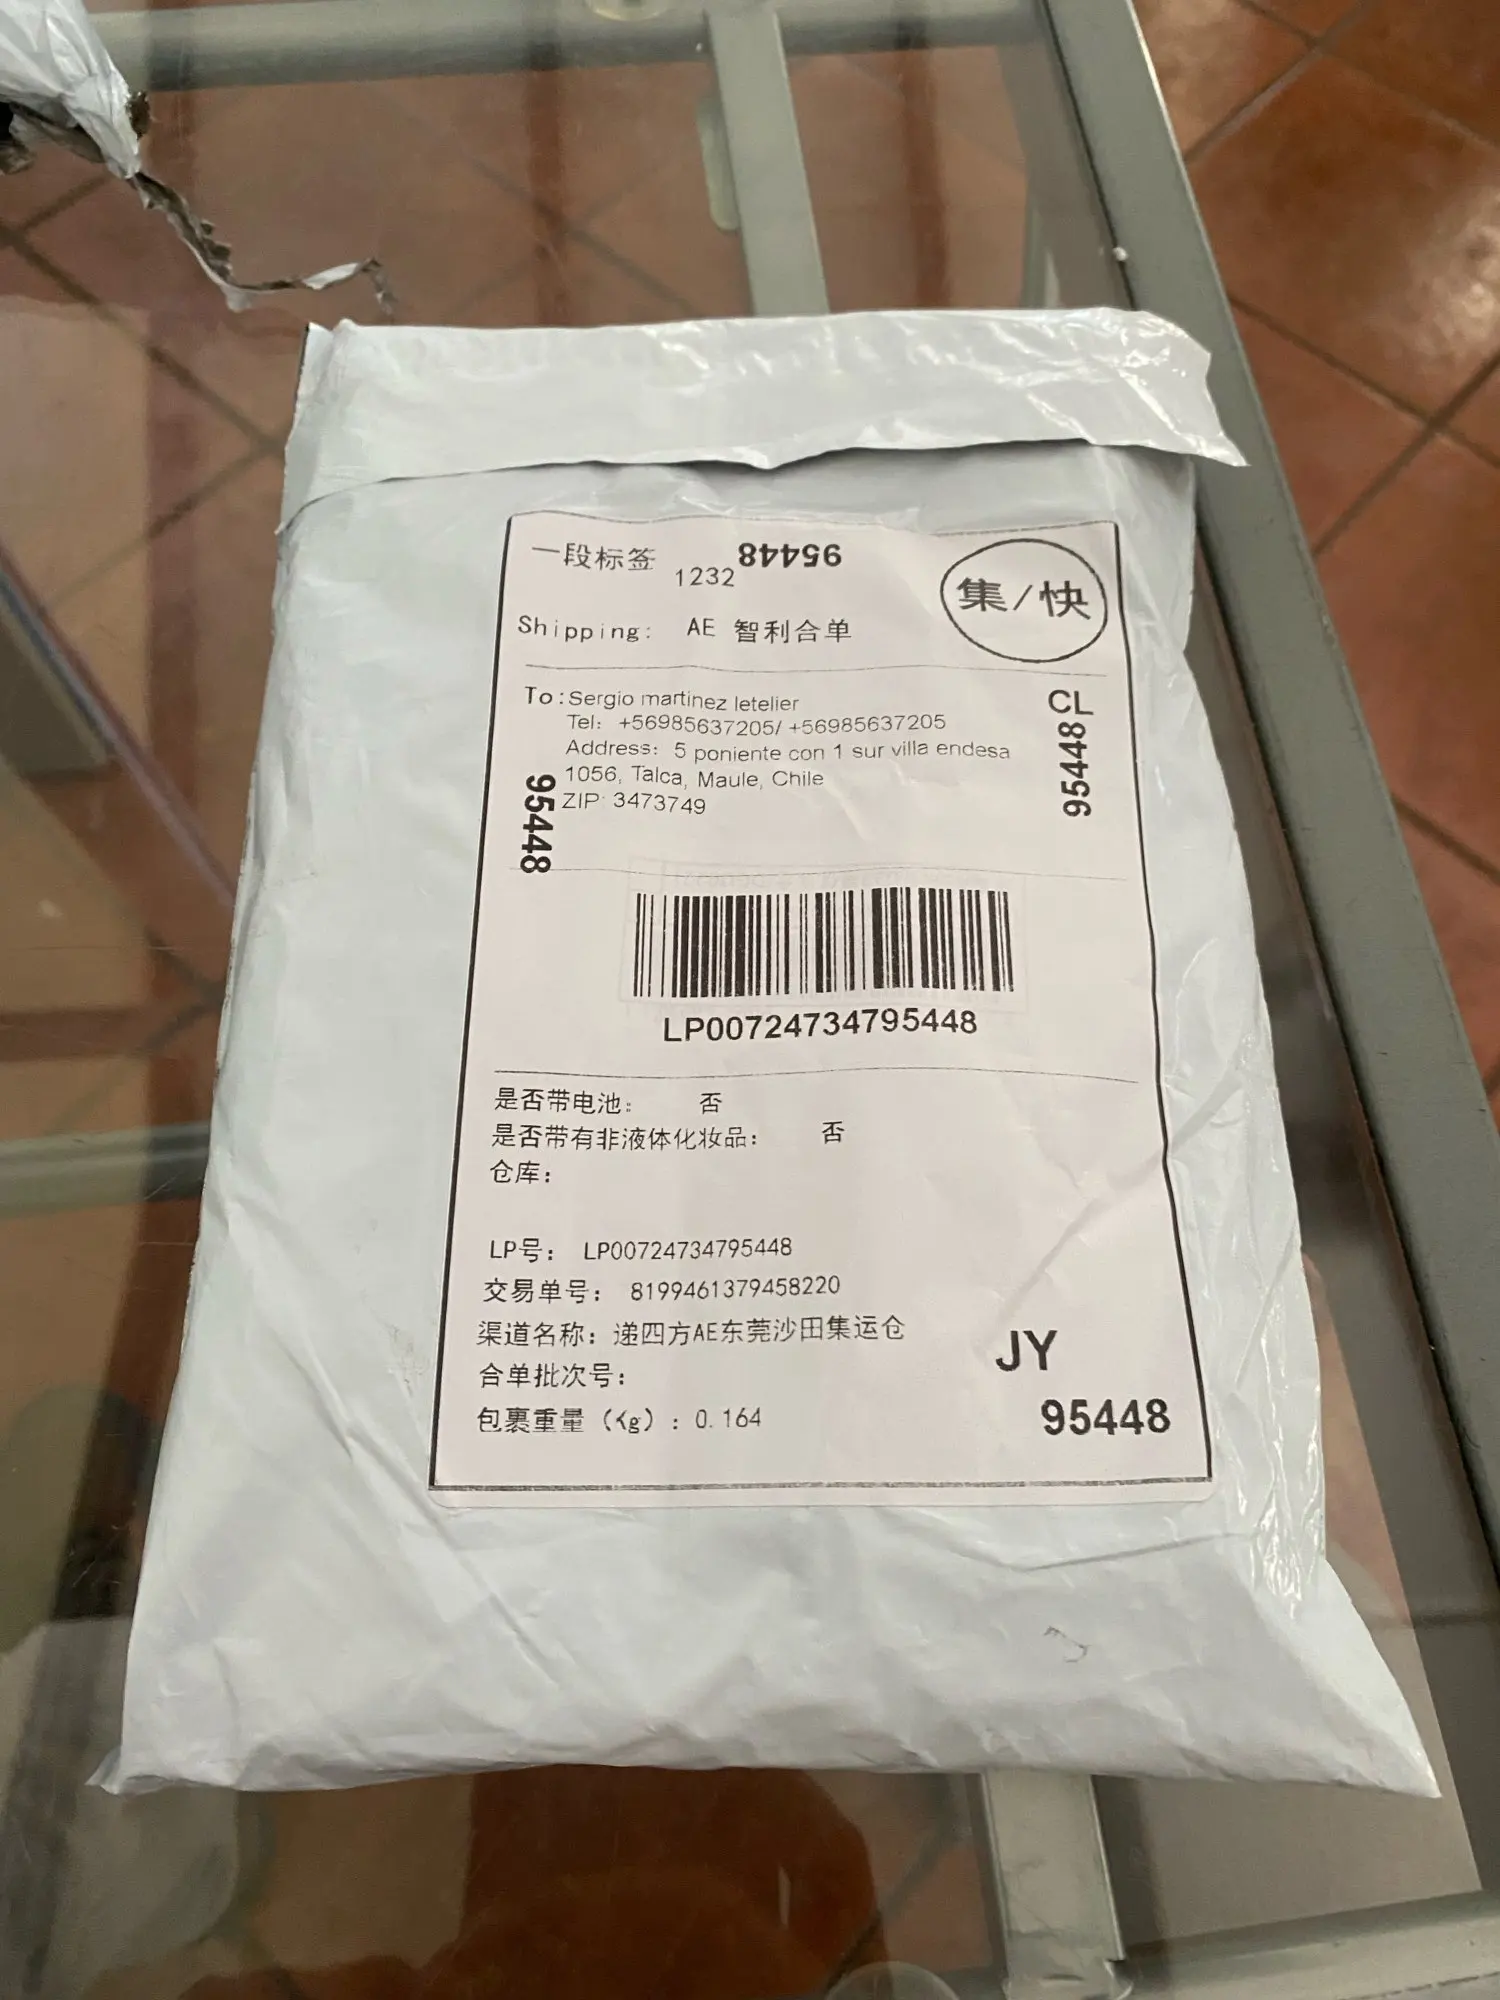 一段标签
1232
95448
集/快
Shipping: AE 智利合单
To:Sergio martinez letelier
Tel: +56985637205/ +56985637205
Address: 5 poniente con 1 sur villa endesa
1056, Talca, Maule, Chile
ZIP: 3473749
CL
95448
95448
LP00724734795448
是否带电池: 否
是否带有非液体化妆品: 否
仓库:
LP号: LP00724734795448
交易单号: 8199461379458220
渠道名称: 递四方AE东莞沙田集运仓
合单批次号:
包裹重量(kg):0.164
JY
95448